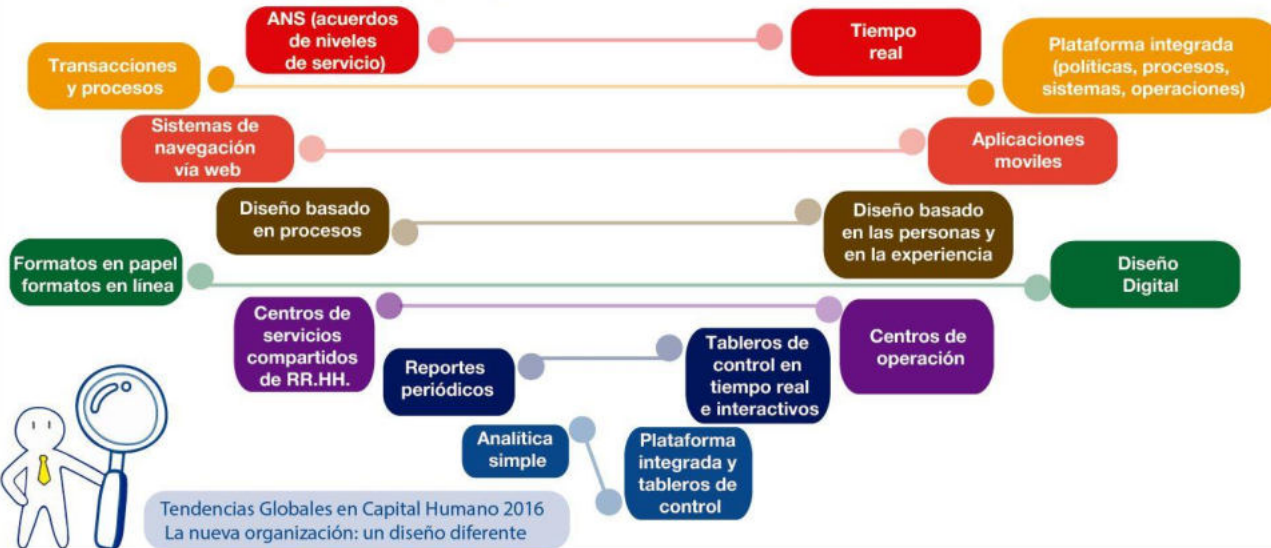 ANS (acuerdos
de niveles
de servicio)
Tiempo
real
Transacciones
y procesos
Plataforma integrada
(políticas, procesos,
sistemas, operaciones)
Sistemas de
navegación
vía web
Aplicaciones
moviles
Diseño basado
en procesos
Diseño basado
en las personas y
en la experiencia
Formatos en papel
formatos en línea
Diseño
Digital
Centros de
servicios
compartidos
de RR.HH.
Centros de
operación
Reportes
periódicos
Tableros de
control en
tiempo real
e interactivos
Analítica
simple
Plataforma
integrada y
tableros de
control
Tendencias Globales en Capital Humano 2016
La nueva organización: un diseño diferente